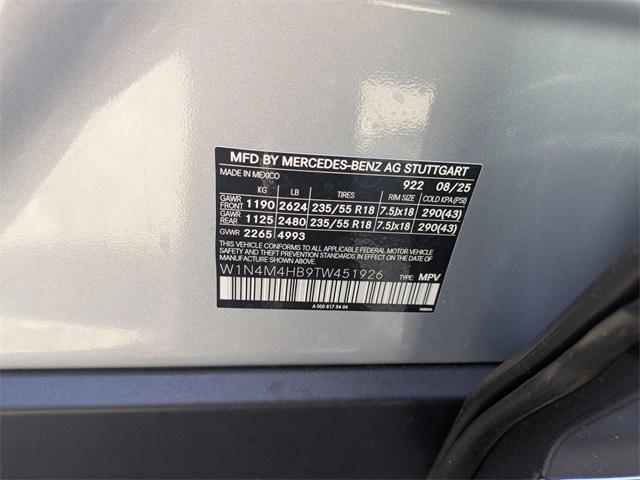 MFD BY MERCEDES-BENZ AG STUTTGART
MADE IN MEXICO 922 08/25
KG LB TIRES RIM SIZE COLD KPA(PSI)
GAWR FRONT 1190 2624 235/55 R18 7.5Jx18 290(43)
GAWR REAR 1125 2480 235/55 R18 7.5Jx18 290(43)
GVWR 2265 4993
THIS VEHICLE CONFORMS TO ALL APPLICABLE U.S. FEDERAL MOTOR VEHICLE
SAFETY AND THEFT PREVENTION STANDARDS IN EFFECT ON THE DATE OF
MANUFACTURE SHOWN ABOVE.
W1N4M4HB9TW451926 TYPE: MPV
A 000 817 54 04